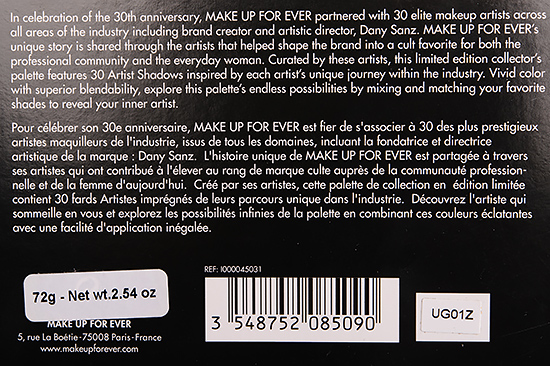 In celebration of the 30th anniversary, MAKE UP FOR EVER partnered with 30 elite makeup artists across
all areas of the industry including brand creator and artistic director, Dany Sanz. MAKE UP FOR EVER's
unique story is shared through the artists that helped shape the brand into a cult favorite for both the
professional community and the everyday woman. Curated by these artists, this limited edition collector's
palette features 30 Artist Shadows inspired by each artist's unique journey within the industry. Vivid color
with superior blendability, explore this palette's endless possibilities by mixing and matching your favorite
shades to reveal your inner artist.
Pour célébrer son 30e anniversaire, MAKE UP FOR EVER est fier de s'associer à 30 des plus prestigieux
artistes maquilleurs de l'industrie, issus de tous les domaines, incluant la fondatrice et directrice
artistique de la marque : Dany Sanz. L'histoire unique de MAKE UP FOR EVER est partagée à travers
ses artistes qui ont contribué à l'élever au rang de marque culte auprès de la communauté profession-
nelle et de la femme d'aujourd'hui. Créé par ses artistes, cette palette de collection en édition limitée
contient 30 fards Artistes imprégnés de leurs parcours unique dans l'industrie. Découvrez l'artiste qui
sommeille en vous et explorez les possibilités infinies de la palette en combinant ces couleurs éclatantes
avec une facilité d'application inégalée.
REF: I000045031
72g - Net wt. 2.54 oz
3 548752 085090
UG01Z
MAKE UP FOR EVER
5, rue La Boétie-75008 Paris-France
www.makeupforever.com